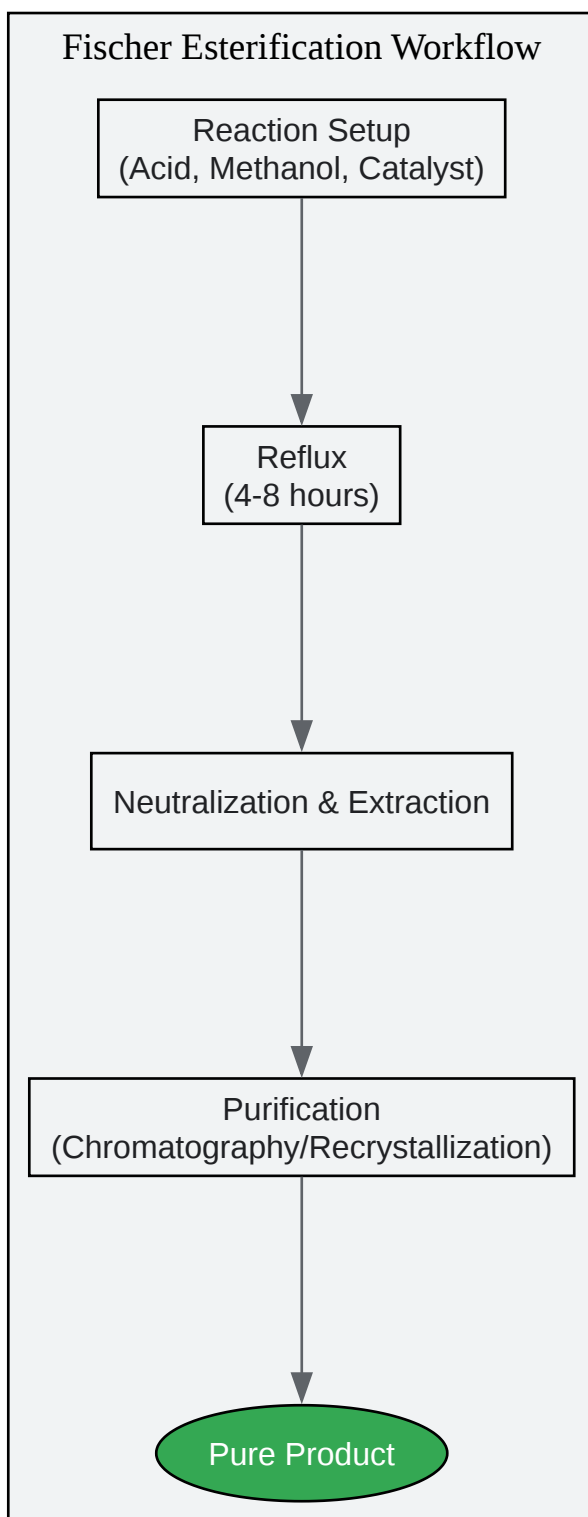 Fischer Esterification Workflow
Reaction Setup
(Acid, Methanol, Catalyst)
Reflux
(4-8 hours)
Neutralization & Extraction
Purification
(Chromatography/Recrystallization)
Pure Product